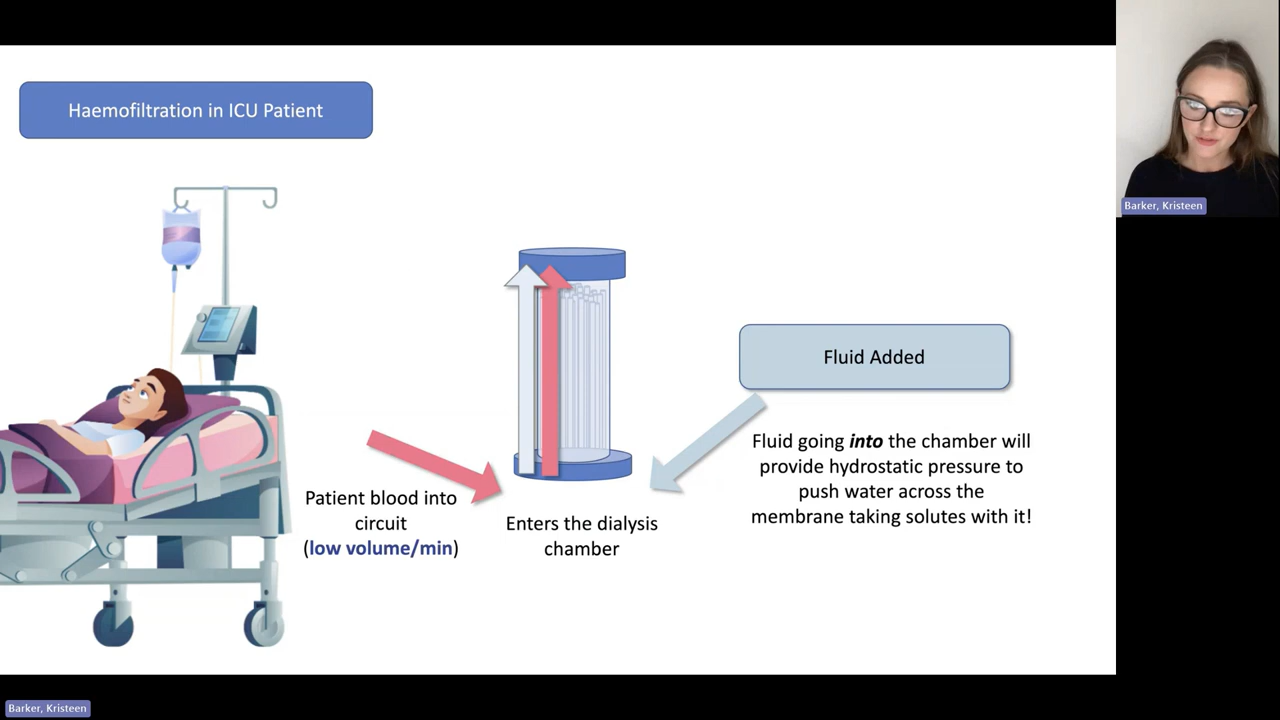 Haemofiltration in ICU Patient
Barker, Kristeen
Fluid Added
Fluid going into the chamber will
provide hydrostatic pressure to
push water across the
membrane taking solutes with it!
Patient blood into
circuit
(low volume/min)
Enters the dialysis
chamber
Barker, Kristeen